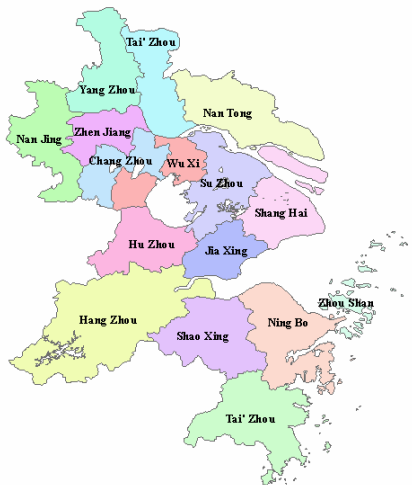 Tai' Zhou
Yang Zhou
Nan Tong
Nan Jing
Zhen Jiang
Chang Zhou
Wu Xi
Su Zhou
Shang Hai
Hu Zhou
Jia Xing
Zhou Shan
Hang Zhou
Ning Bo
Shao Xing
Tai' Zhou